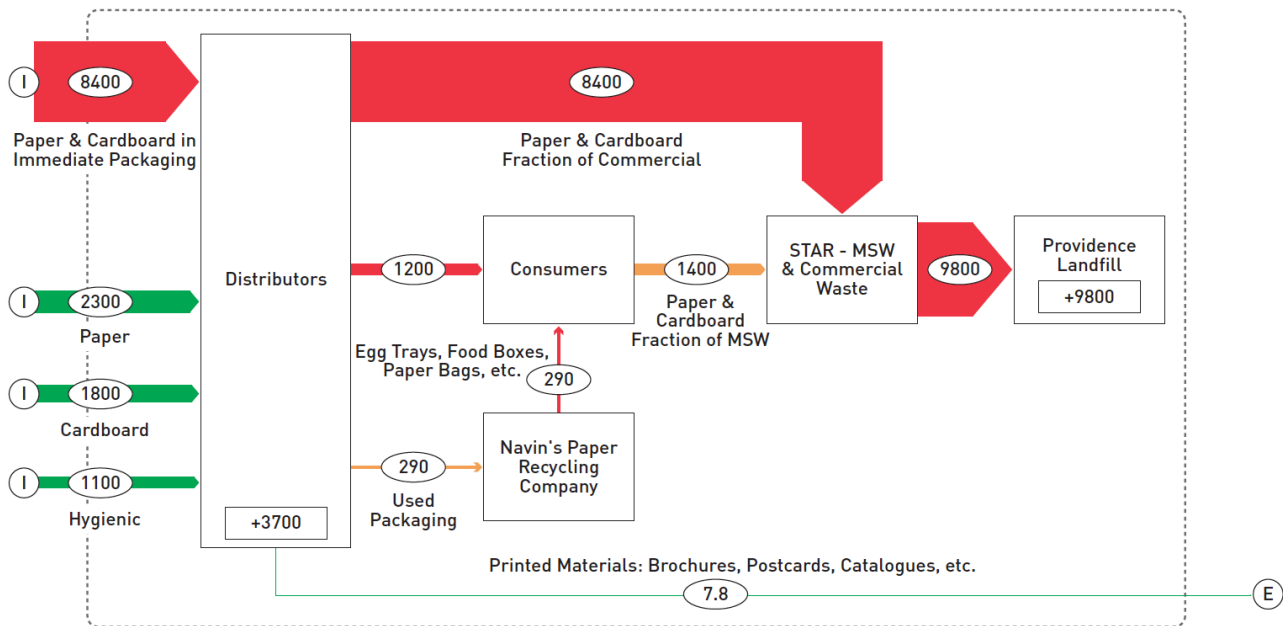 I
8400
Paper & Cardboard in
Immediate Packaging
8400
Paper & Cardboard
Fraction of Commercial
Distributors
1200
Consumers
1400
Paper &
Cardboard
Fraction of MSW
STAR - MSW
& Commercial
Waste
9800
Providence
Landfill
+9800
I
2300
Paper
Egg Trays, Food Boxes,
Paper Bags, etc.
290
I
1800
Cardboard
Navin's Paper
Recycling
Company
290
Used
Packaging
I
1100
Hygienic
+3700
Printed Materials: Brochures, Postcards, Catalogues, etc.
7.8
E